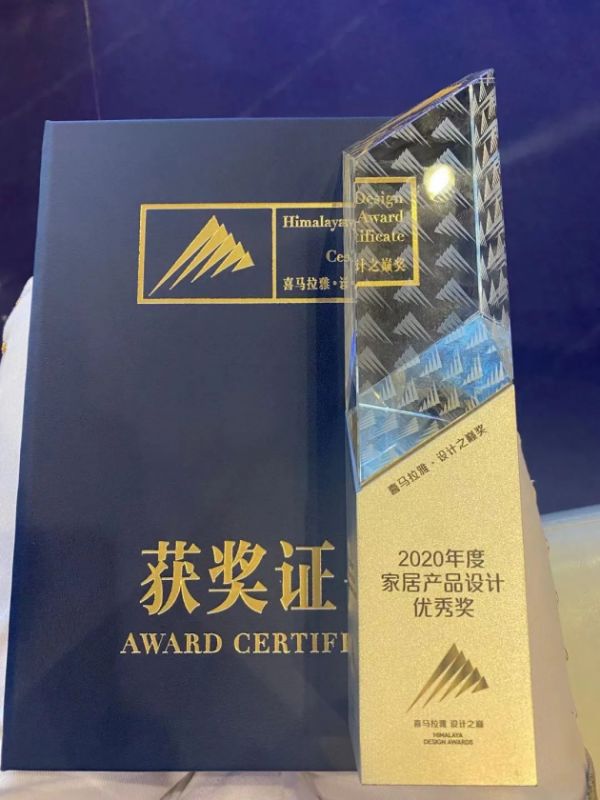 Himalaya Design
Award
tificate
Ce
喜马拉雅·设计之巅奖
获奖证
AWARD CERTIFI
喜马拉雅·设计之巅奖
2020年度
家居产品设计
优秀奖
喜马拉雅 设计之巅
HIMALAYA
DESIGN AWARDS